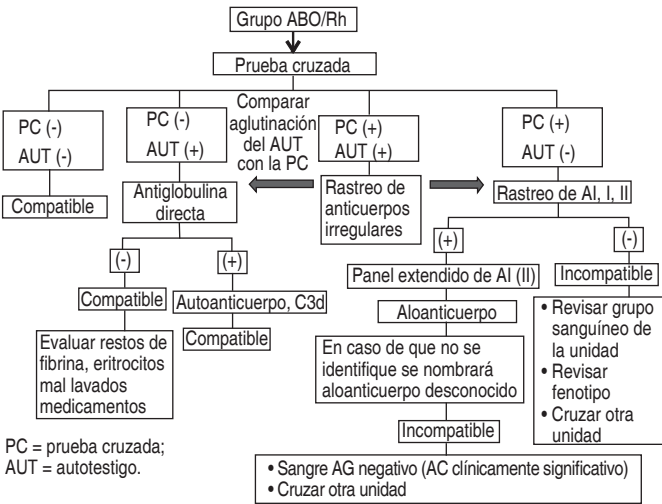 Grupo ABO/Rh
Prueba cruzada
PC (-)
AUT (-)
PC (-)
AUT (+)
Comparar
aglutinación
del AUT
con la PC
PC (+)
AUT (+)
PC (+)
AUT (-)
Compatible
Antiglobulina
directa
Rastreo de
anticuerpos
irregulares
Rastreo de AI, I, II
(-)
(+)
(+)
(-)
Compatible
Autoanticuerpo, C3d
Panel extendido de AI (II)
Incompatible
Evaluar restos de
fibrina, eritrocitos
mal lavados
medicamentos
Compatible
Aloanticuerpo
En caso de que no se
identifique se nombrará
aloanticuerpo desconocido
Incompatible
• Revisar grupo
sanguíneo de
la unidad
• Revisar
fenotipo
• Cruzar otra
unidad
• Sangre AG negativo (AC clínicamente significativo)
• Cruzar otra unidad
PC = prueba cruzada;
AUT = autotestigo.